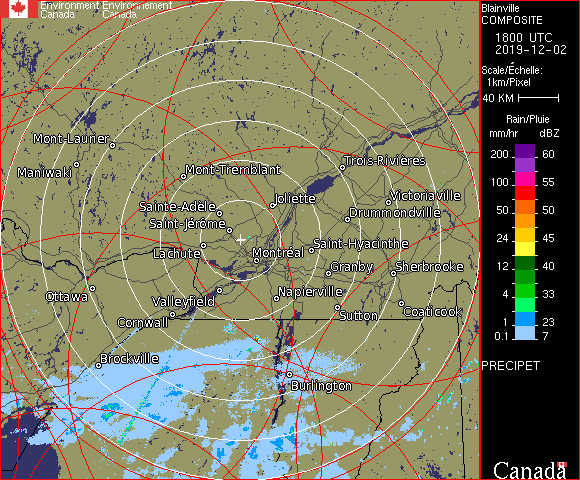 Environment Environnement
Canada Canada
Blainville
COMPOSITE
1800 UTC
2019-12-02
Scale/Échelle:
1km/Pixel
40 KM
Rain/Pluie
mm/hr dBZ
200 60
100 55
50 50
24 45
12 40
4 33
1 23
0.1 7
PRECIPET
Mont-Laurier
Maniwaki
Mont-Tremblant
Trois-Rivières
Joliette
Victoriaville
Sainte-Adèle
Drummondville
Saint-Jérôme
Saint-Hyacinthe
Lachute
Montréal
Granby
Sherbrooke
Ottawa
Valleyfield
Napierville
Cornwall
Sutton
Coaticook
Brockville
Burlington
Canada